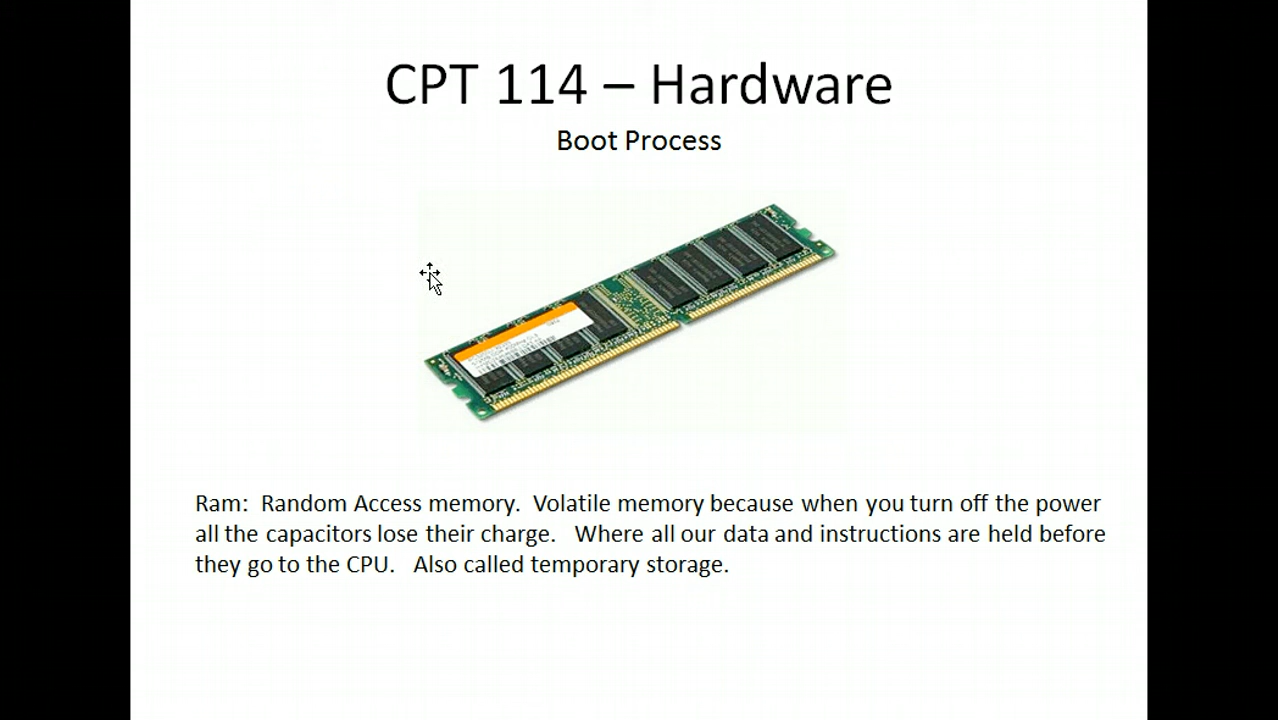 CPT 114 – Hardware
Boot Process
Ram:  Random Access memory.  Volatile memory because when you turn off the power
all the capacitors lose their charge.   Where all our data and instructions are held before
they go to the CPU.   Also called temporary storage.